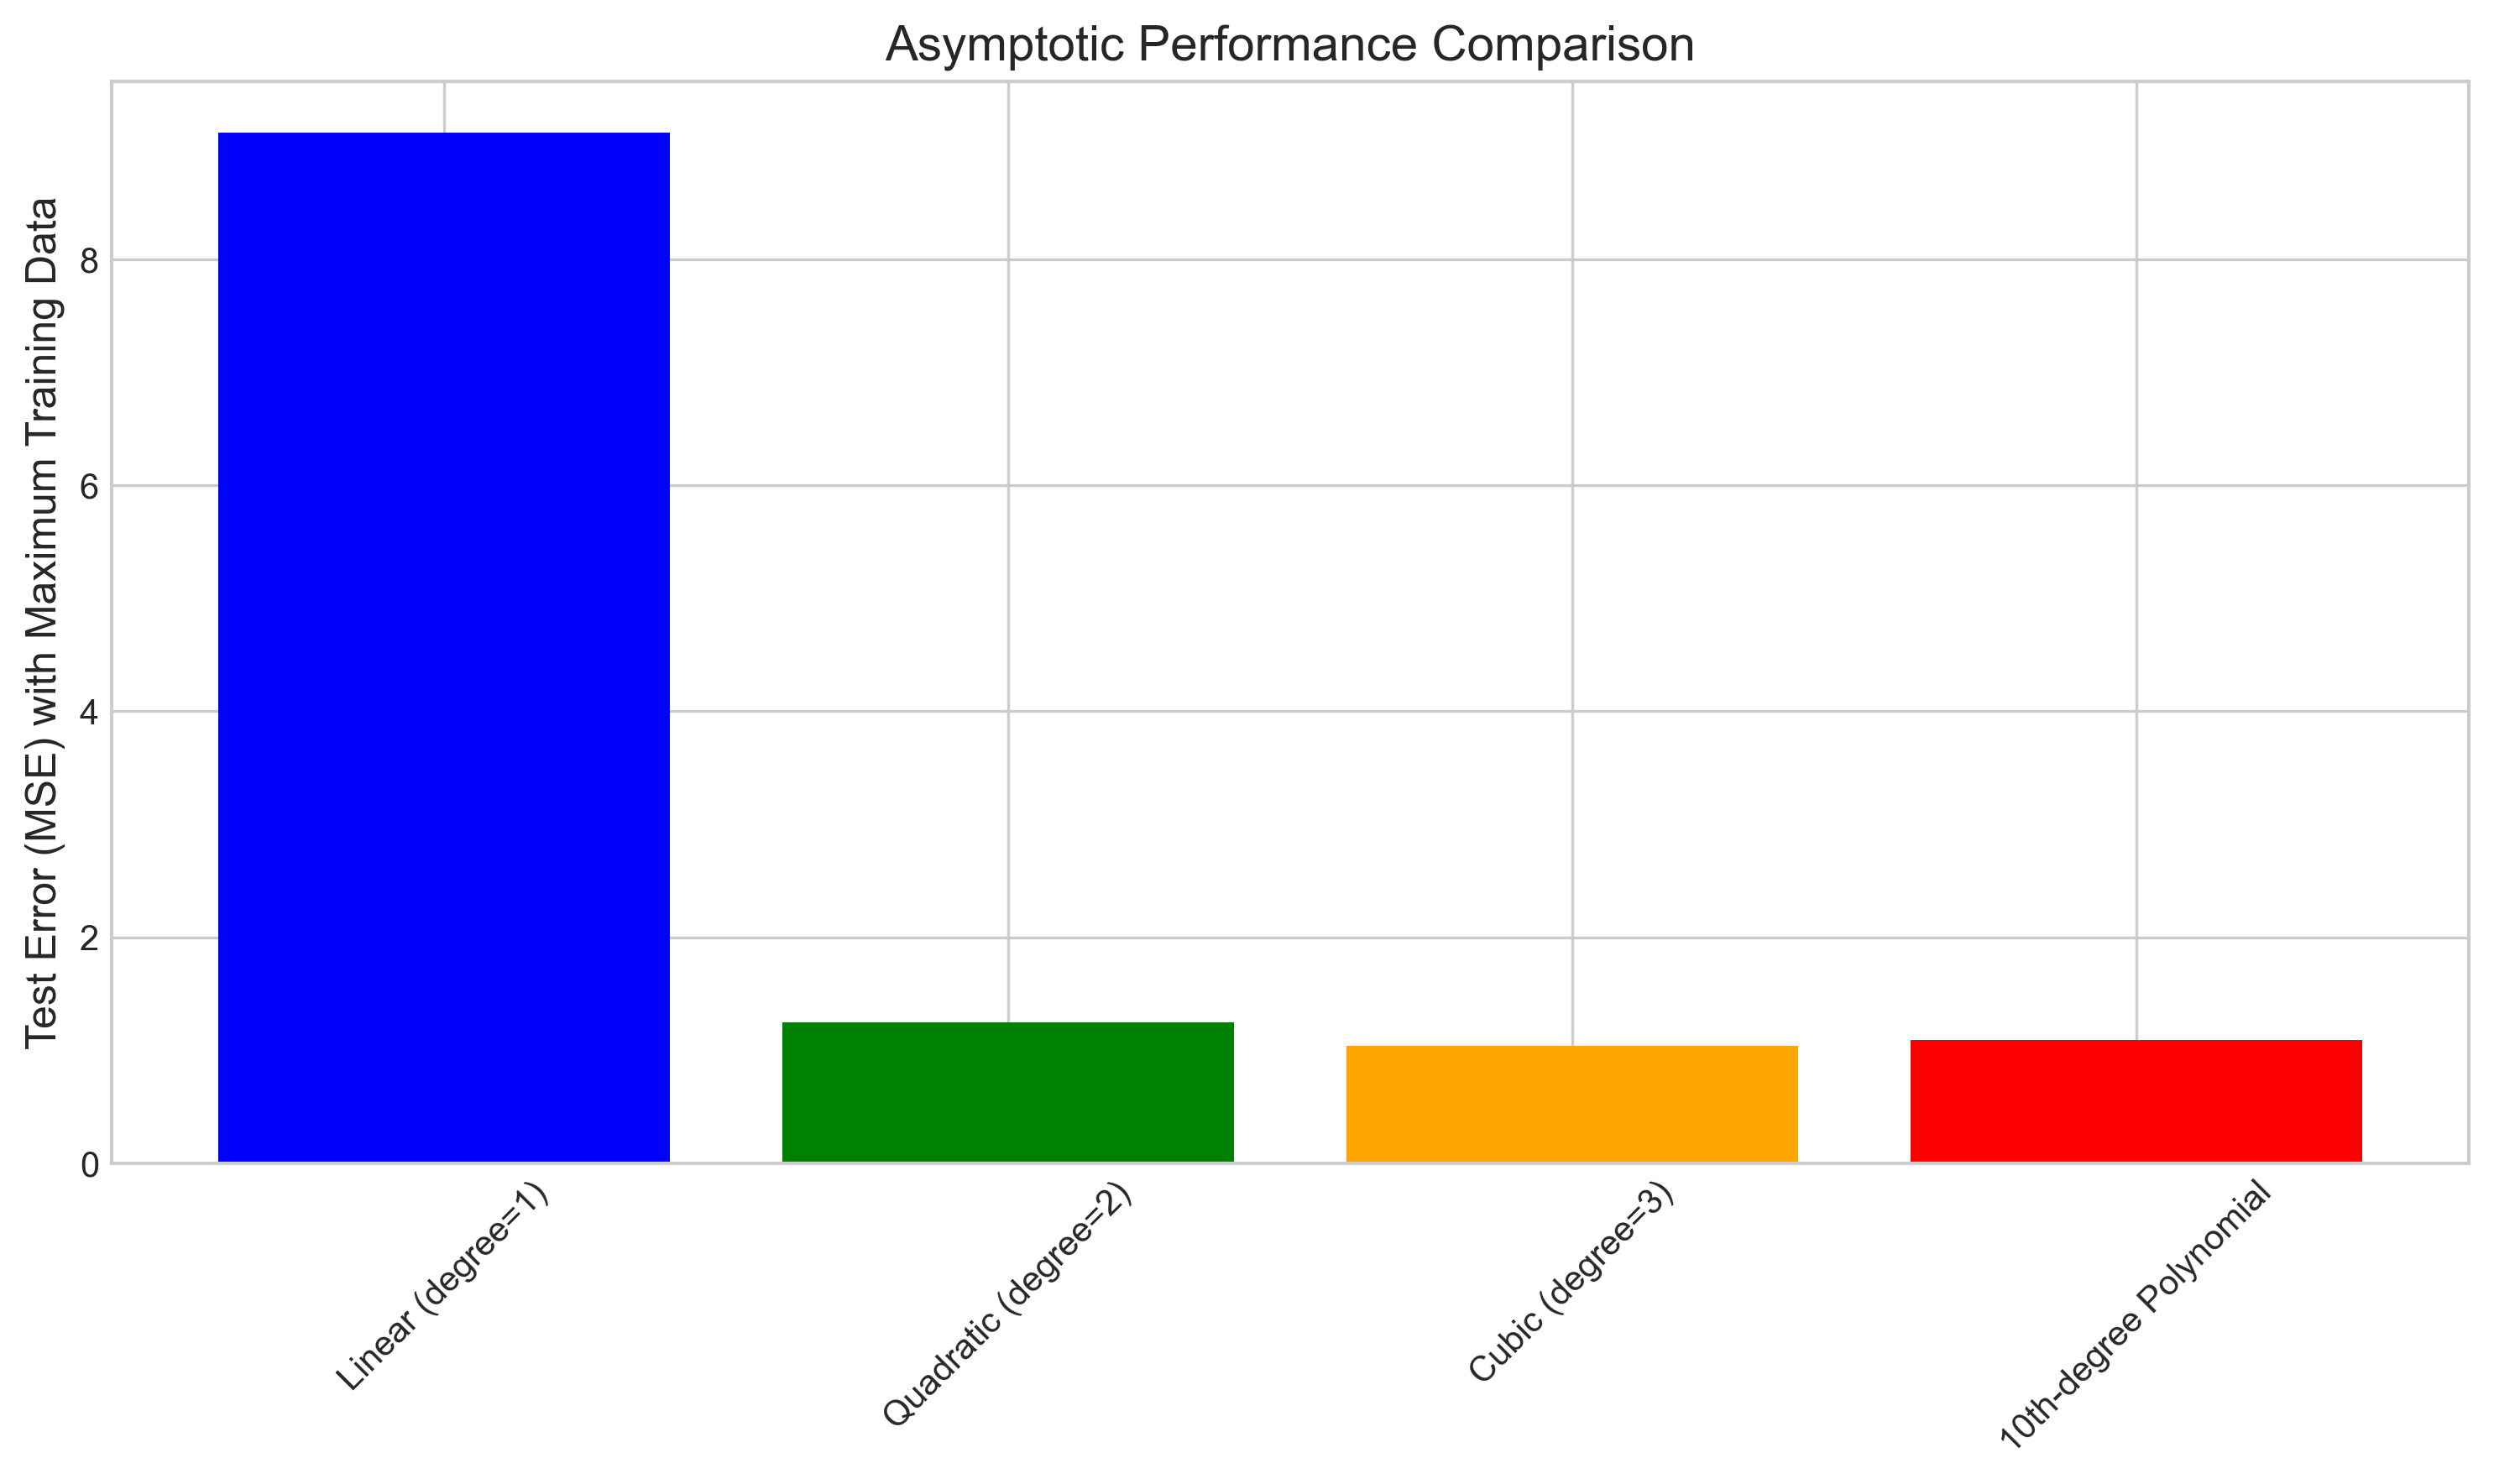 Asymptotic Performance Comparison
Test Error (MSE) with Maximum Training Data
8
6
4
2
0
Linear (degree=1)
Quadratic (degree=2)
Cubic (degree=3)
10th-degree Polynomial